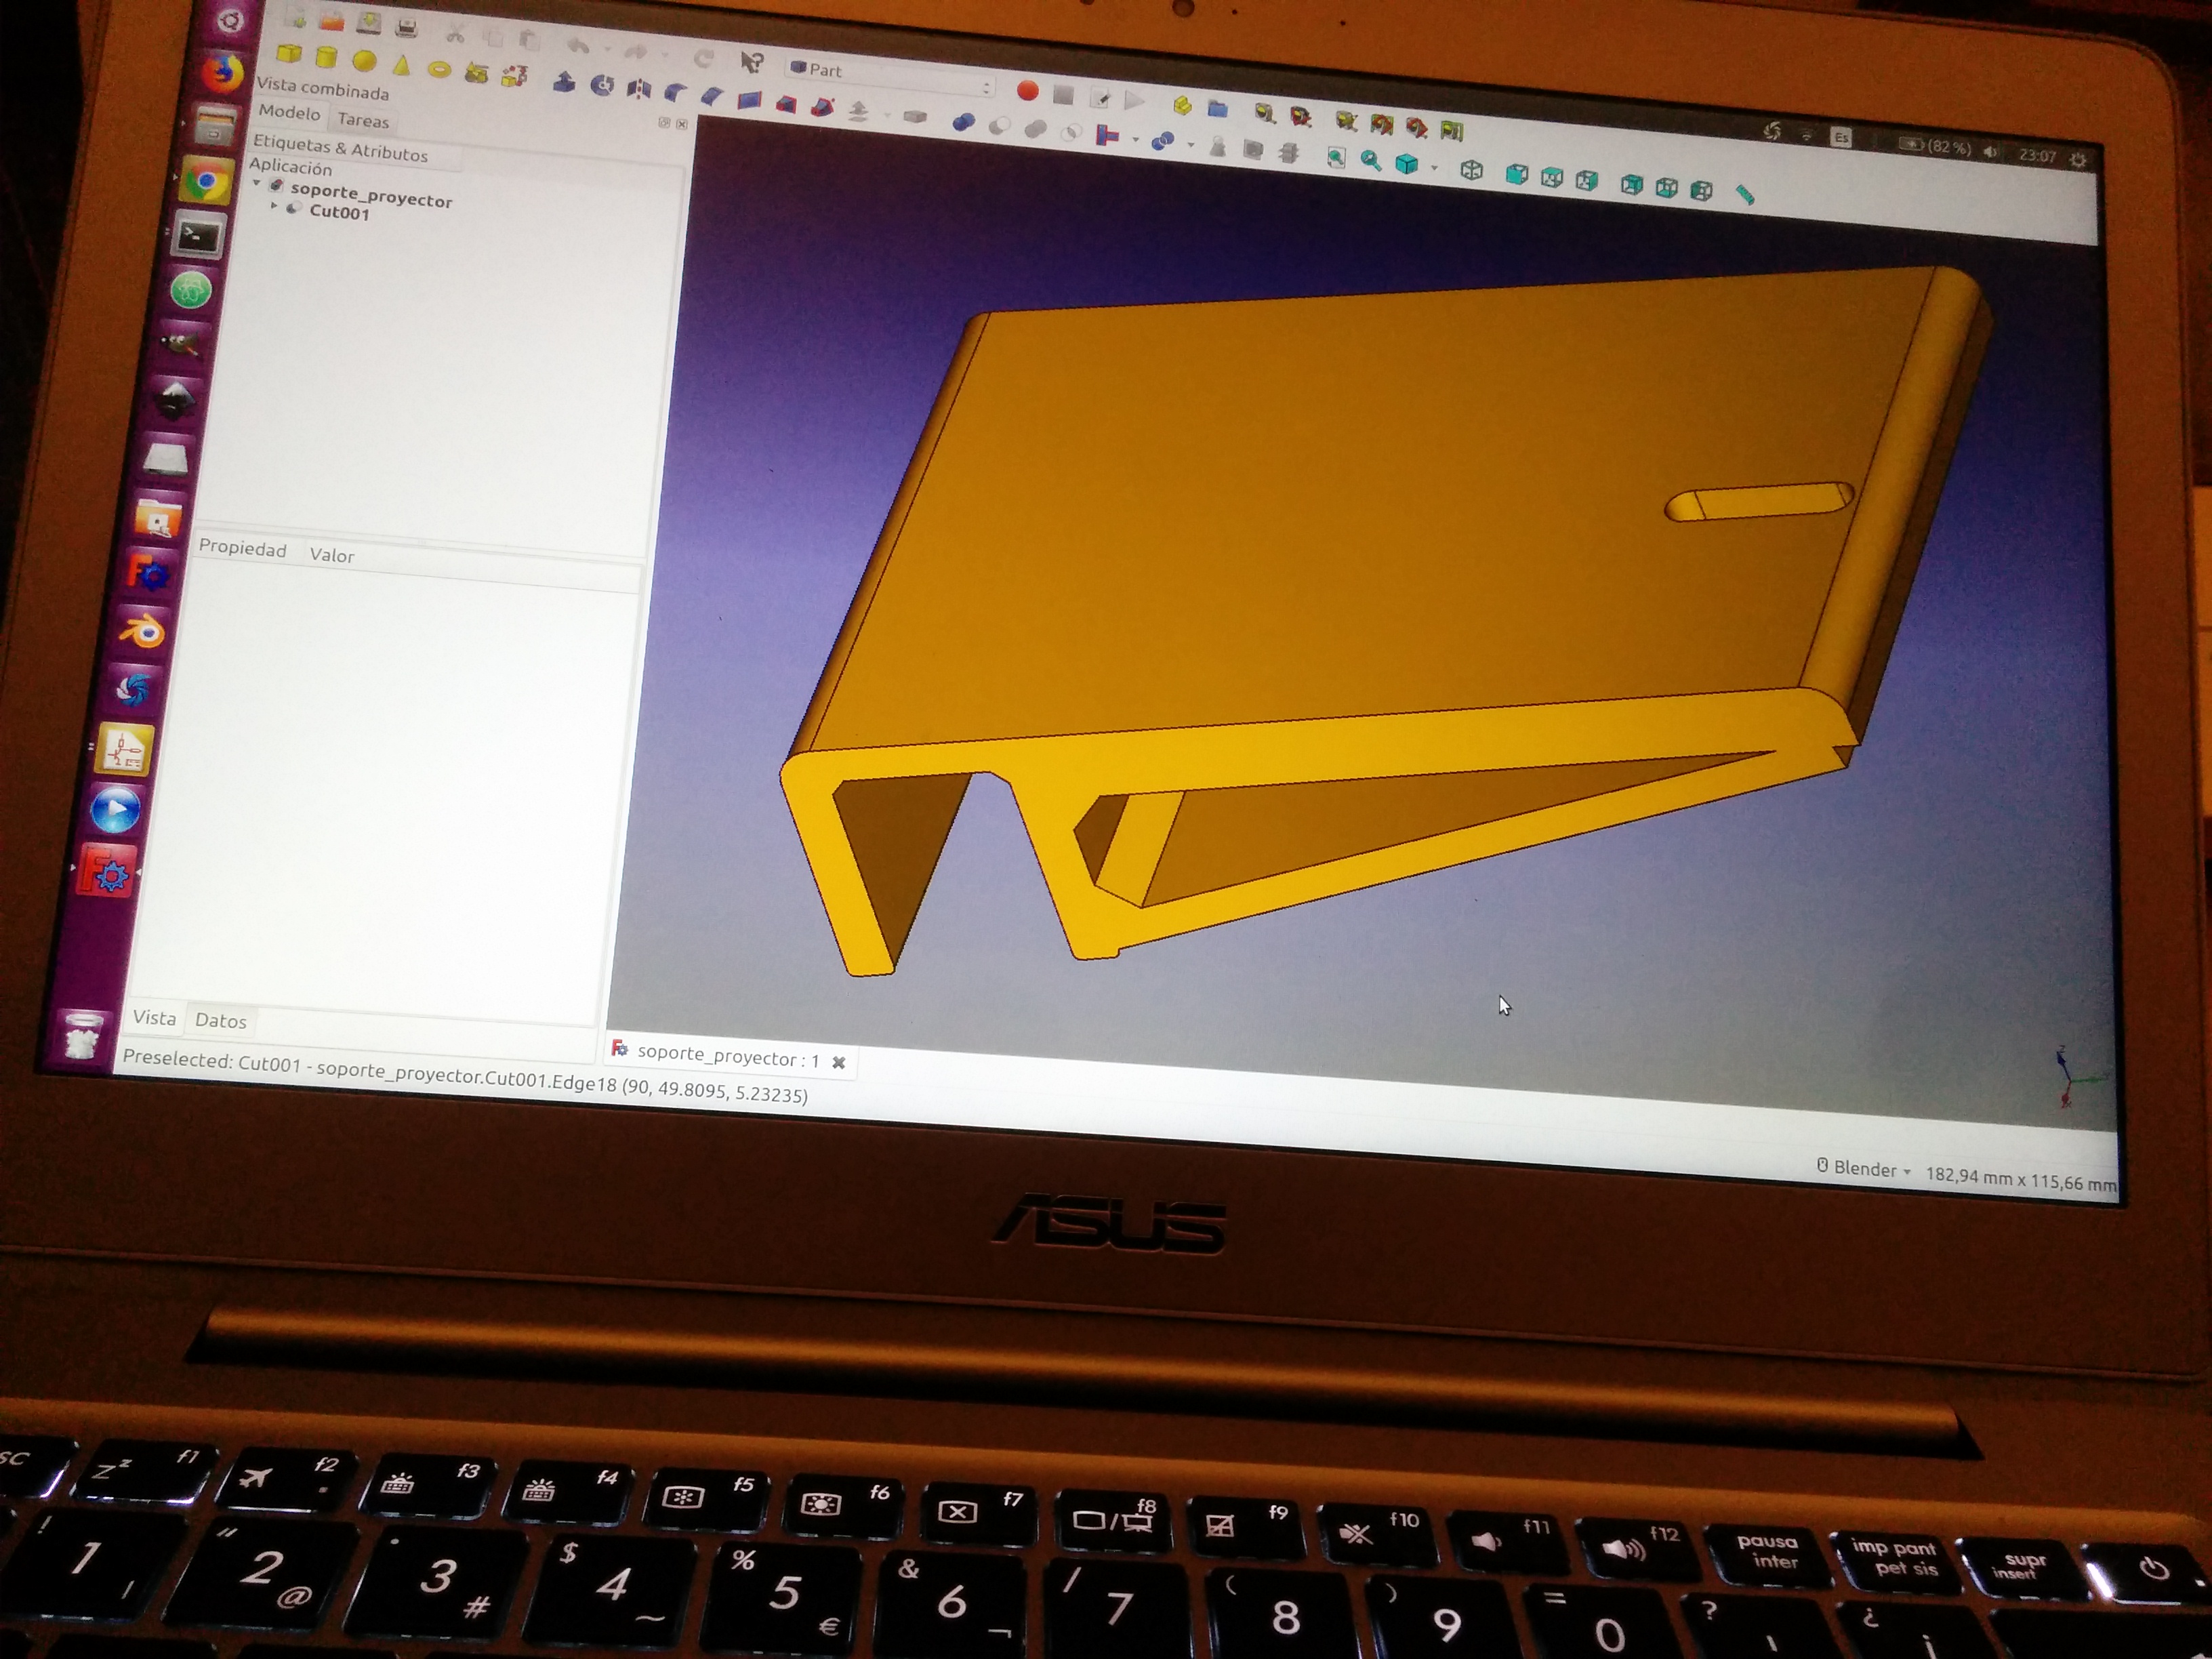 Part
Es
(82 %)
23:07
Vista combinada
Modelo
Tareas
Etiquetas & Atributos
Aplicación
soporte_proyector
Cut001
Propiedad
Valor
Vista
Datos
soporte_proyector : 1
Preselected: Cut001 - soporte_proyector.Cut001.Edge18 (90, 49.8095, 5.23235)
Blender
182,94 mm x 115,66 mm
ASUS
sc
Zzz f1
f2
f3
f4
f5
f6
f7
f8
f9
f10
f11
f12
pausa
inter
imp pant
pet sis
supr
insert
! 1 |
" 2 @
· 3 #
$ 4 ~
% 5 €
& 6 ¬
/ 7
( 8
) 9
= 0
? '
¿ ¡